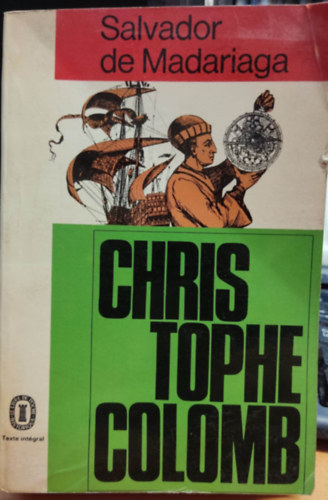 Salvador
de Madariaga
CHRIS
TOPHE
COLOMB
Texte intégral